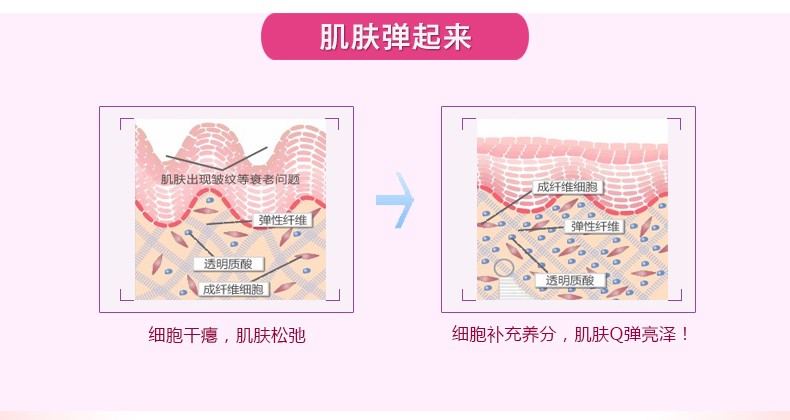 肌肤弹起来
肌肤出现皱纹等衰老问题
弹性纤维
透明质酸
成纤维细胞
细胞干瘪，肌肤松弛
成纤维细胞
弹性纤维
透明质酸
细胞补充养分，肌肤Q弹亮泽！